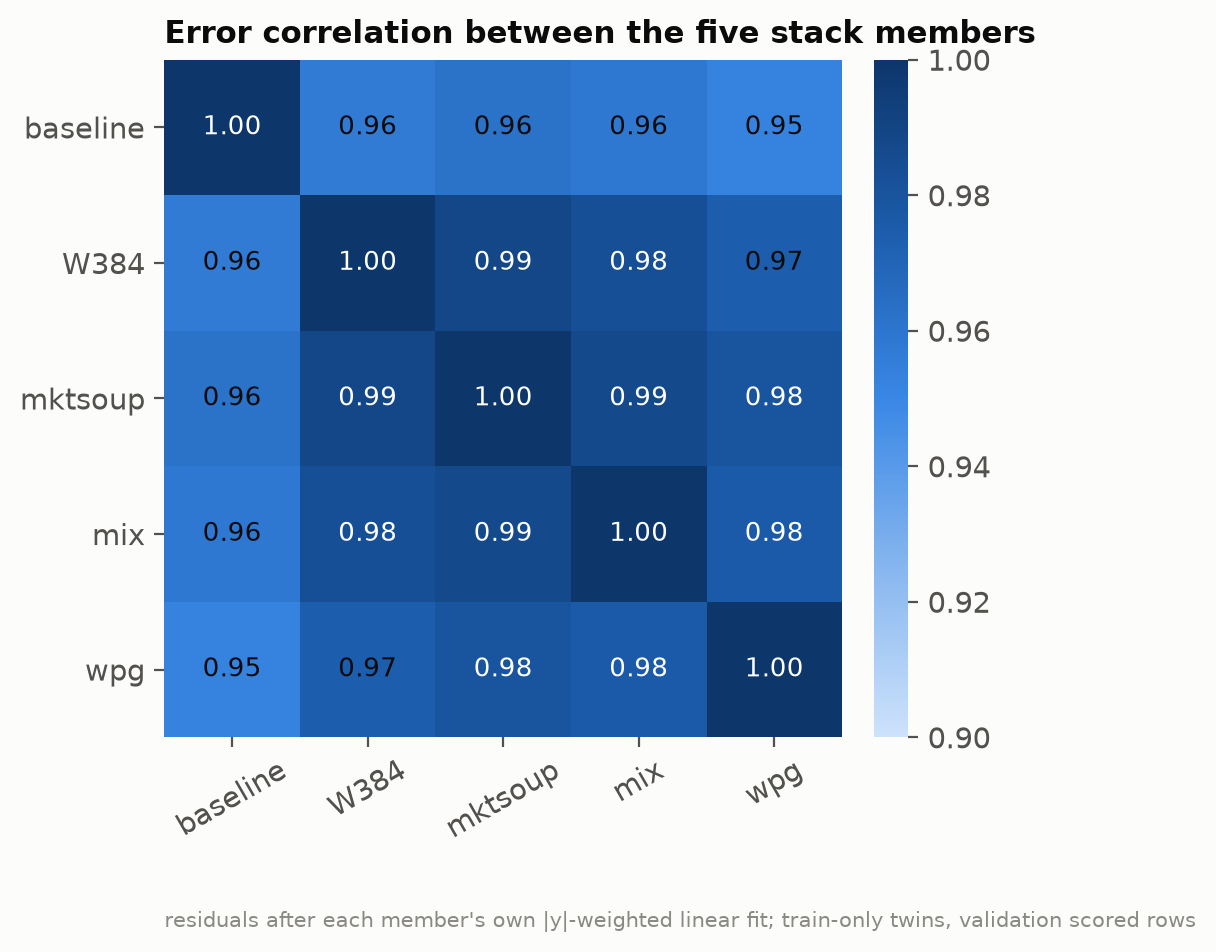 Error correlation between the five stack members
baseline 1.00 0.96 0.96 0.96 0.95
W384 0.96 1.00 0.99 0.98 0.97
mktsoup 0.96 0.99 1.00 0.99 0.98
mix 0.96 0.98 0.99 1.00 0.98
wpg 0.95 0.97 0.98 0.98 1.00
baseline W384 mktsoup mix wpg
1.00
0.98
0.96
0.94
0.92
0.90
residuals after each member's own |y|-weighted linear fit; train-only twins, validation scored rows